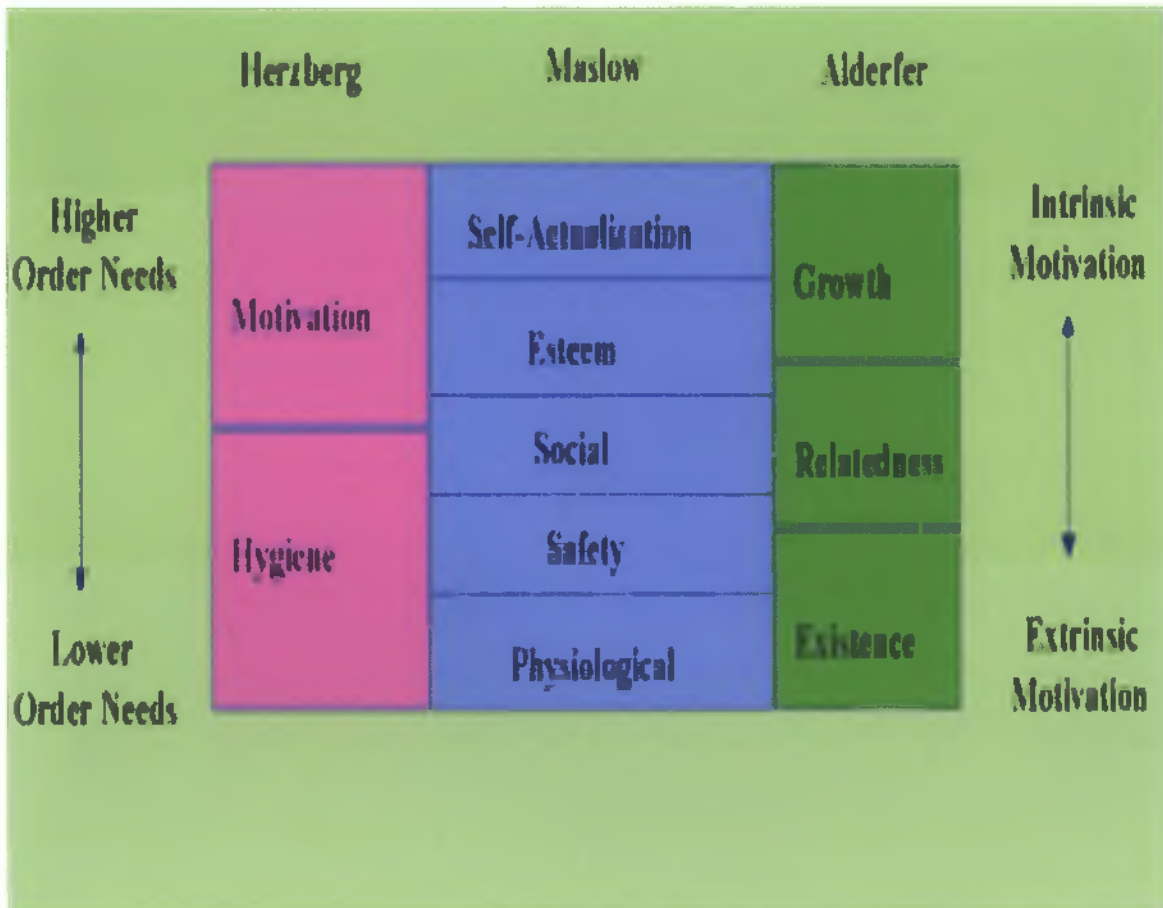 Herzberg Maslow Alderfer
Higher
Order Needs
Lower
Order Needs
Motivation
Hygiene
Self-Actualization
Esteem
Social
Safety
Physiological
Growth
Relatedness
Existence
Intrinsic
Motivation
Extrinsic
Motivation